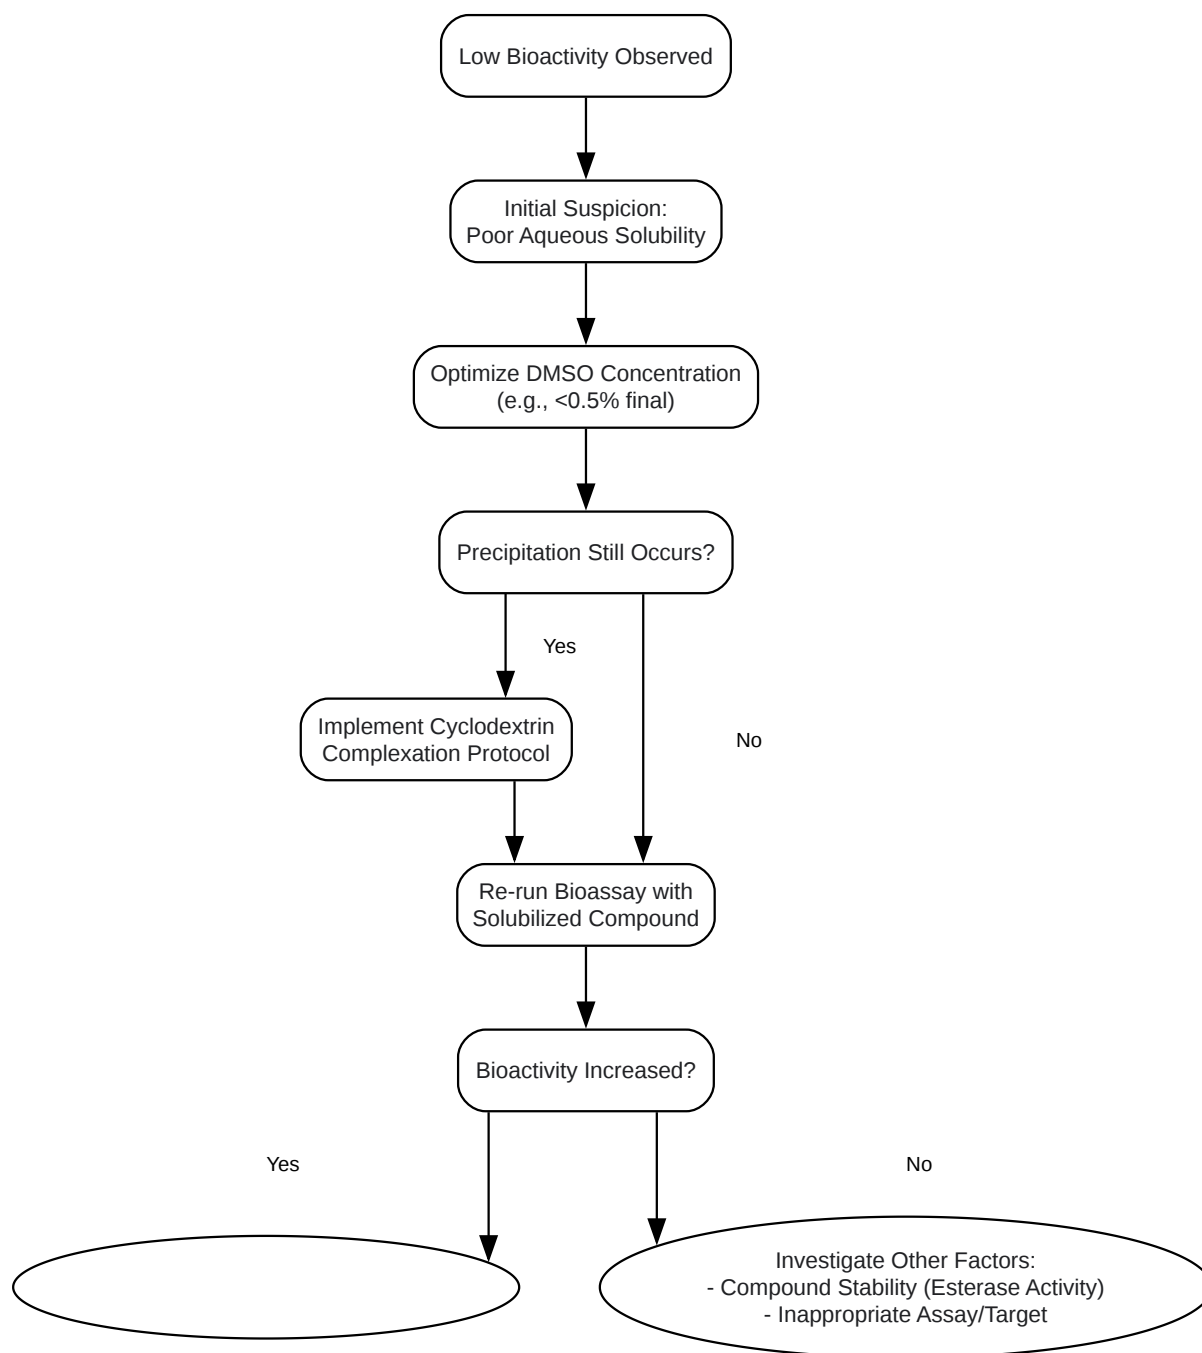 Low Bioactivity Observed
Initial Suspicion:
Poor Aqueous Solubility
Optimize DMSO Concentration
(e.g., <0.5% final)
Precipitation Still Occurs?
Yes
Implement Cyclodextrin
Complexation Protocol
No
Re-run Bioassay with
Solubilized Compound
Bioactivity Increased?
Yes
No
Investigate Other Factors:
- Compound Stability (Esterase Activity)
- Inappropriate Assay/Target